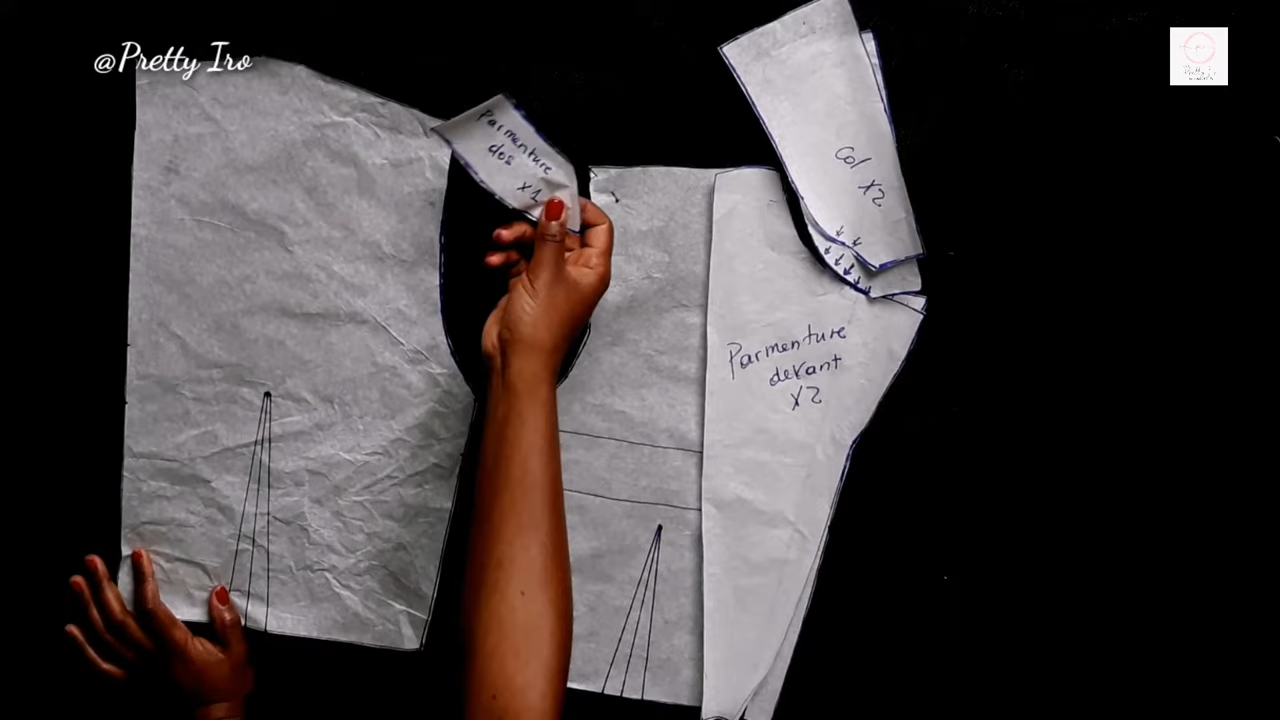 @Pretty Iro
Parmenture
dos
x1
Col X2
Parmenture
devant
X2